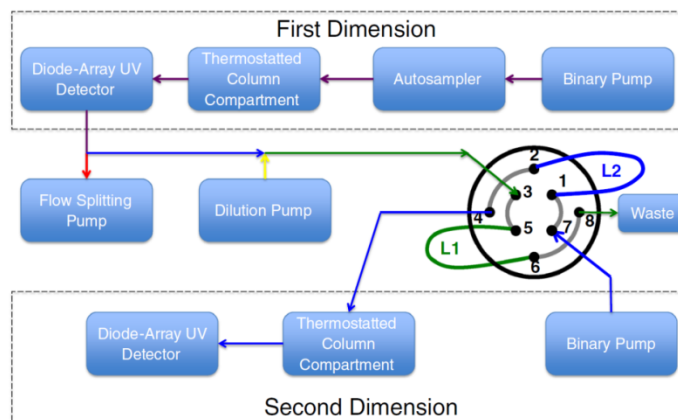 First Dimension
Diode-Array UV
Detector
Thermostatted
Column
Compartment
Autosampler
Binary Pump
Flow Splitting
Pump
Dilution Pump
2
L2
3
1
4
5
7
8
L1
6
Waste
Diode-Array UV
Detector
Thermostatted
Column
Compartment
Binary Pump
Second Dimension